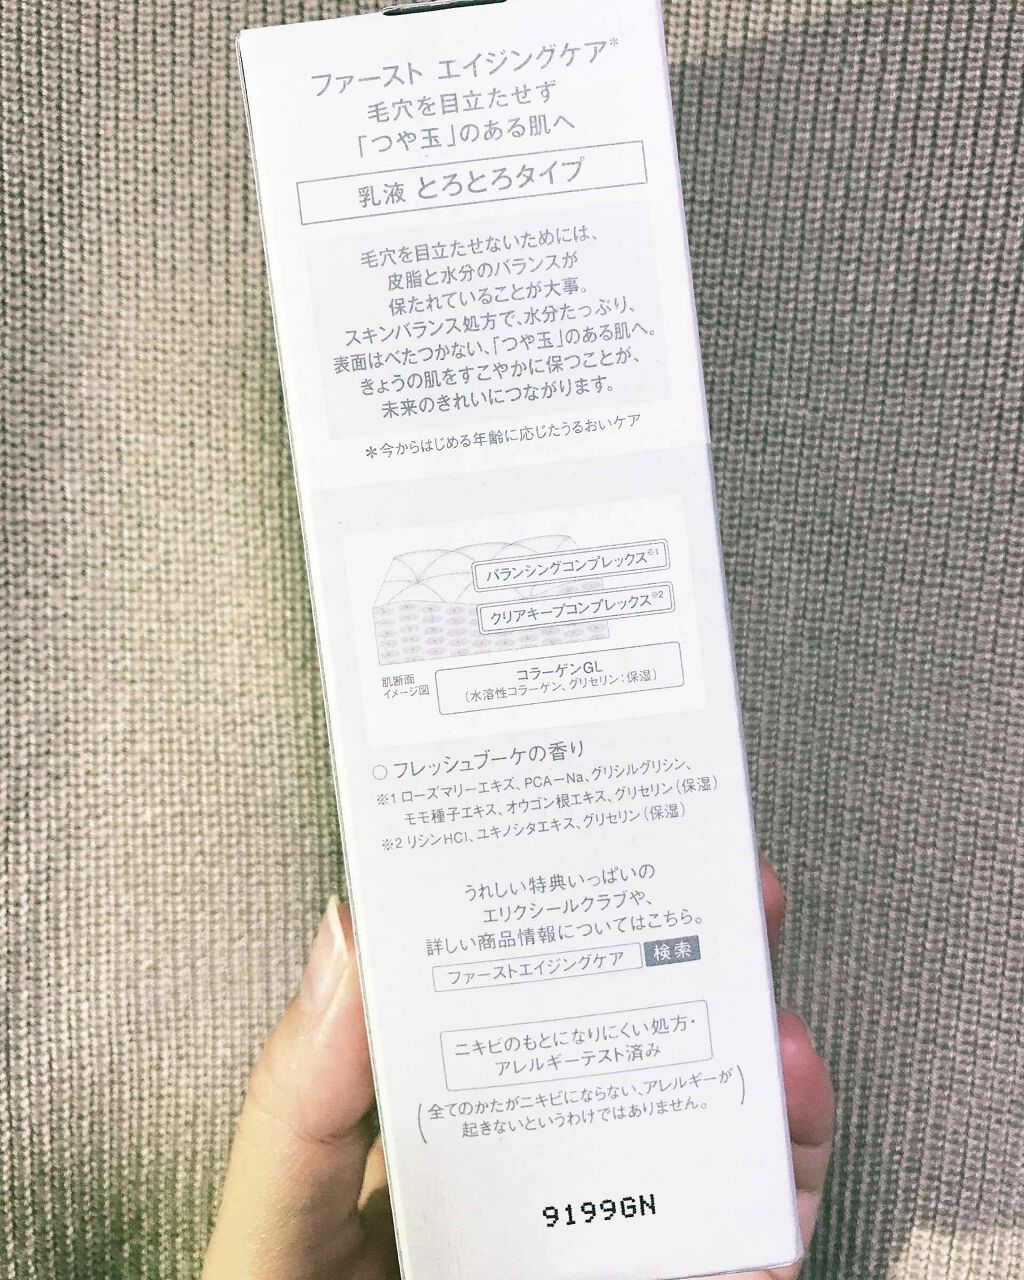 ファースト エイジングケア*
毛穴を目立たせず
「つや玉」のある肌へ
乳液 とろとろタイプ
毛穴を目立たせないためには、
皮脂と水分のバランスが
保たれていることが大事。
スキンバランス処方で、水分たっぷり、
表面はべたつかない、「つや玉」のある肌へ。
きょうの肌をすこやかに保つことが、
未来のきれいにつながります。
*今からはじめる年齢に応じたうるおいケア
バランシングコンプレックス※1
クリアキープコンプレックス※2
コラーゲンGL
(水溶性コラーゲン、グリセリン:保湿)
肌断面
イメージ図
○ フレッシュブーケの香り
※1 ローズマリーエキス、PCA-Na、グリシルグリシン、
モモ種子エキス、オウゴン根エキス、グリセリン(保湿)
※2 リシンHCl、ユキノシタエキス、グリセリン(保湿)
うれしい特典いっぱいの
エリクシールクラブや、
詳しい商品情報についてはこちら。
ファーストエイジングケア 検索
ニキビのもとになりにくい処方・
アレルギーテスト済み
(全てのかたがニキビにならない、アレルギーが
起きないというわけではありません。)
9199GN